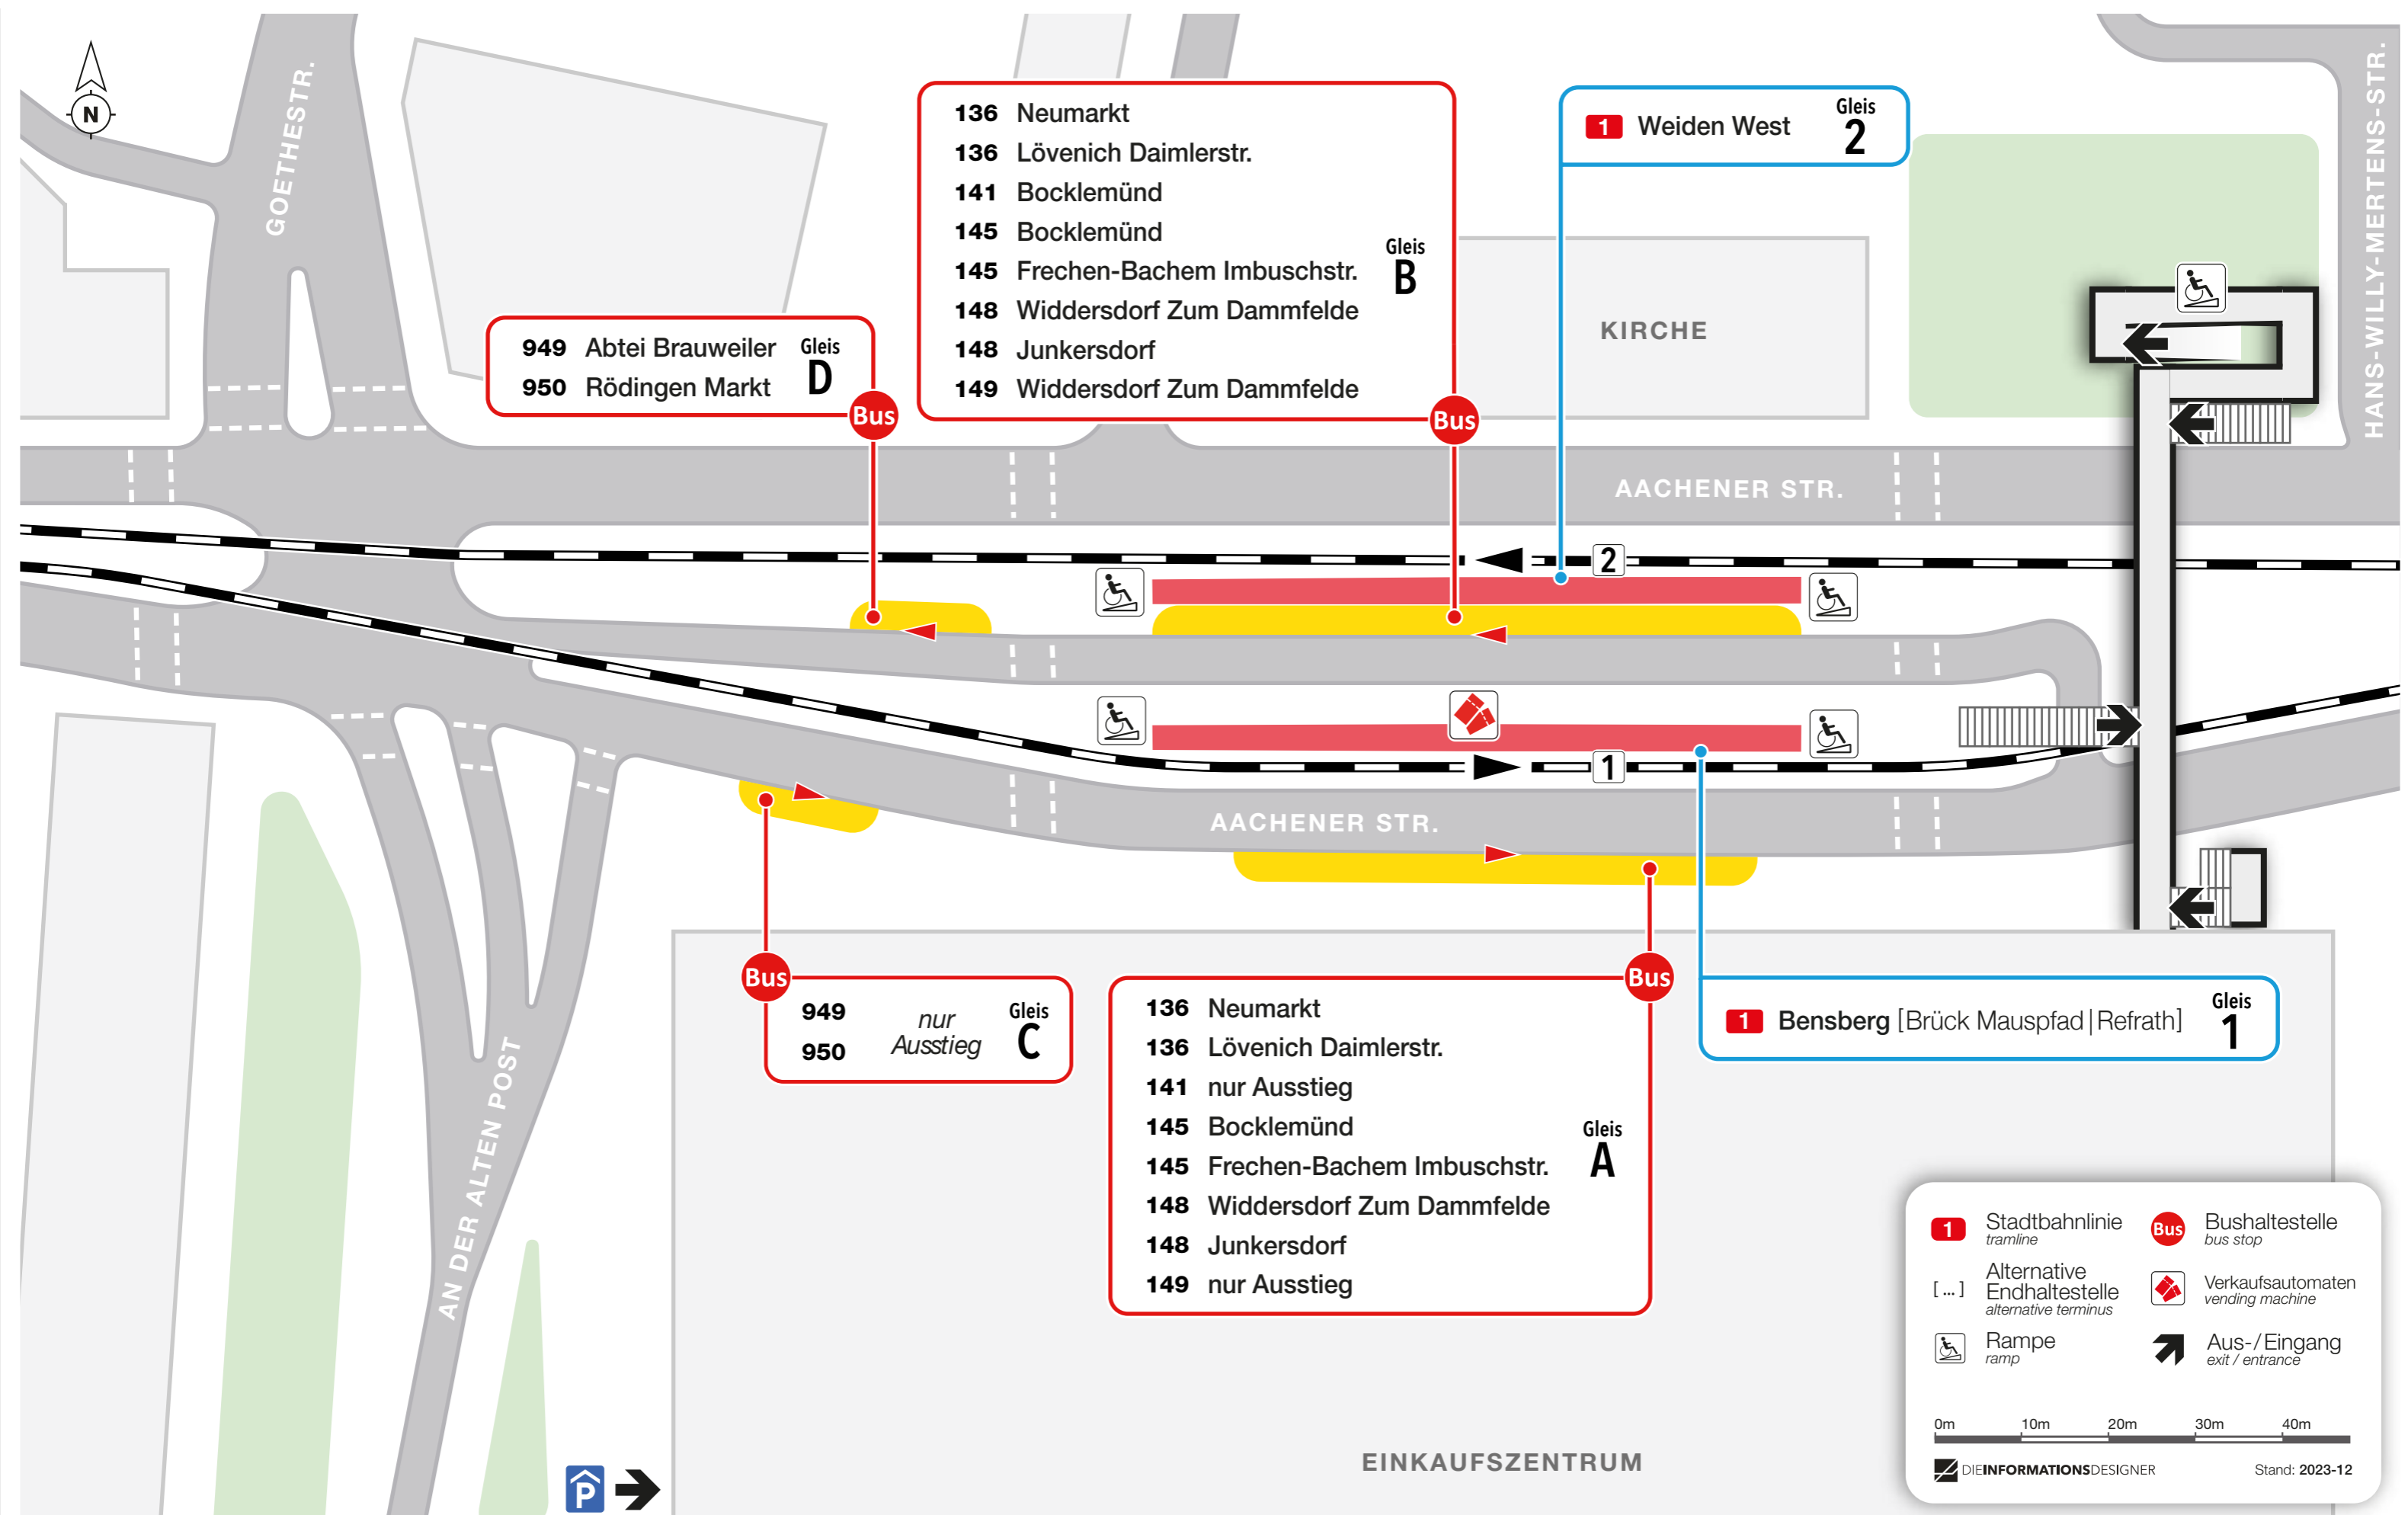 N
GOETHESTR.
136 Neumarkt
136 Lövenich Daimlerstr.
141 Bocklemünd
145 Bocklemünd
145 Frechen-Bachem Imbuschstr.
148 Widdersdorf Zum Dammfelde
148 Junkersdorf
149 Widdersdorf Zum Dammfelde
Gleis
B
Bus
1 Weiden West
Gleis
2
HANS-WILLY-MERTENS-STR.
949 Abtei Brauweiler
950 Rödingen Markt
Gleis
D
Bus
KIRCHE
AACHENER STR.
2
1
AACHENER STR.
Bus
949
950
nur
Ausstieg
Gleis
C
Bus
136 Neumarkt
136 Lövenich Daimlerstr.
141 nur Ausstieg
145 Bocklemünd
145 Frechen-Bachem Imbuschstr.
148 Widdersdorf Zum Dammfelde
148 Junkersdorf
149 nur Ausstieg
Gleis
A
1 Bensberg [Brück Mauspfad|Refrath]
Gleis
1
AN DER ALTEN POST
P
EINKAUFSZENTRUM
1 Stadtbahnlinie
tramline
[...] Alternative
Endhaltestelle
alternative terminus
Rampe
ramp
Bus Bushaltestelle
bus stop
Verkaufsautomaten
vending machine
Aus-/Eingang
exit / entrance
0m 10m 20m 30m 40m
DIEINFORMATIONSDESIGNER
Stand: 2023-12